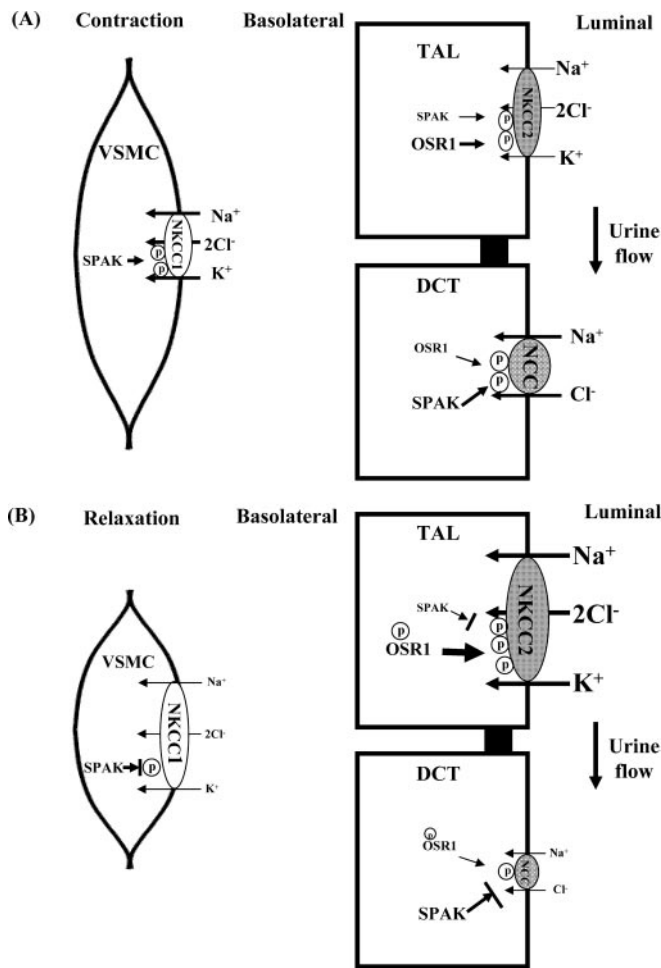 (A) Contraction Basolateral Luminal
TAL
Na⁺
VSMC
NKCC2
SPAK
P
2Cl⁻
OSR1
P
K⁺
Na⁺
NKCC1
2Cl⁻
SPAK
P
P
K⁺
Urine
flow
DCT
Na⁺
OSR1
P
NCC
SPAK
P
Cl⁻
(B) Relaxation Basolateral Luminal
TAL
Na⁺
NKCC2
SPAK
2Cl⁻
P
P
OSR1
P
P
K⁺
VSMC
Na⁺
NKCC1
2Cl⁻
SPAK
P
K⁺
Urine
flow
DCT
P
OSR1
Na⁺
P
NCC
Cl⁻
SPAK